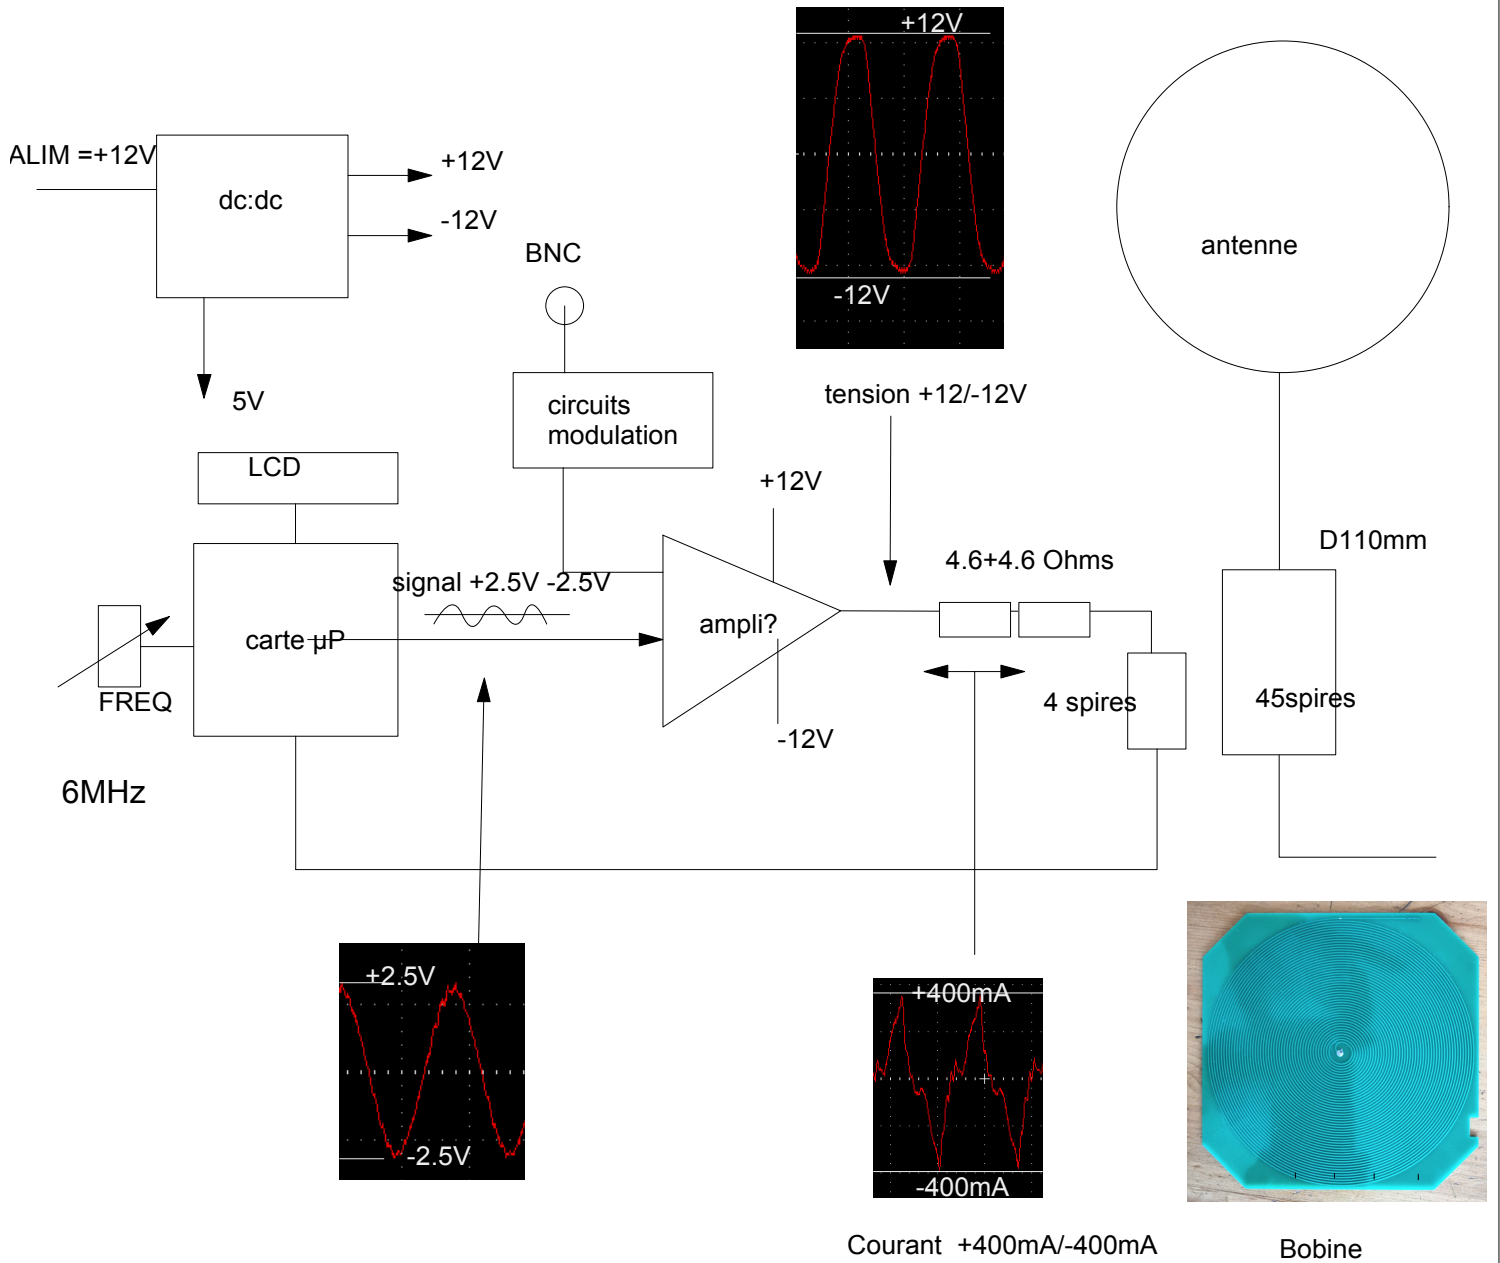 +12V
ALIM =+12V
+12V
dc:dc
-12V
BNC
antenne
-12V
5V
tension +12/-12V
circuits
modulation
LCD
+12V
D110mm
signal +2.5V -2.5V
4.6+4.6 Ohms
ampli?
carte µP
FREQ
4 spires
45spires
-12V
6MHz
+2.5V
+400mA
-2.5V
-400mA
Courant +400mA/-400mA
Bobine